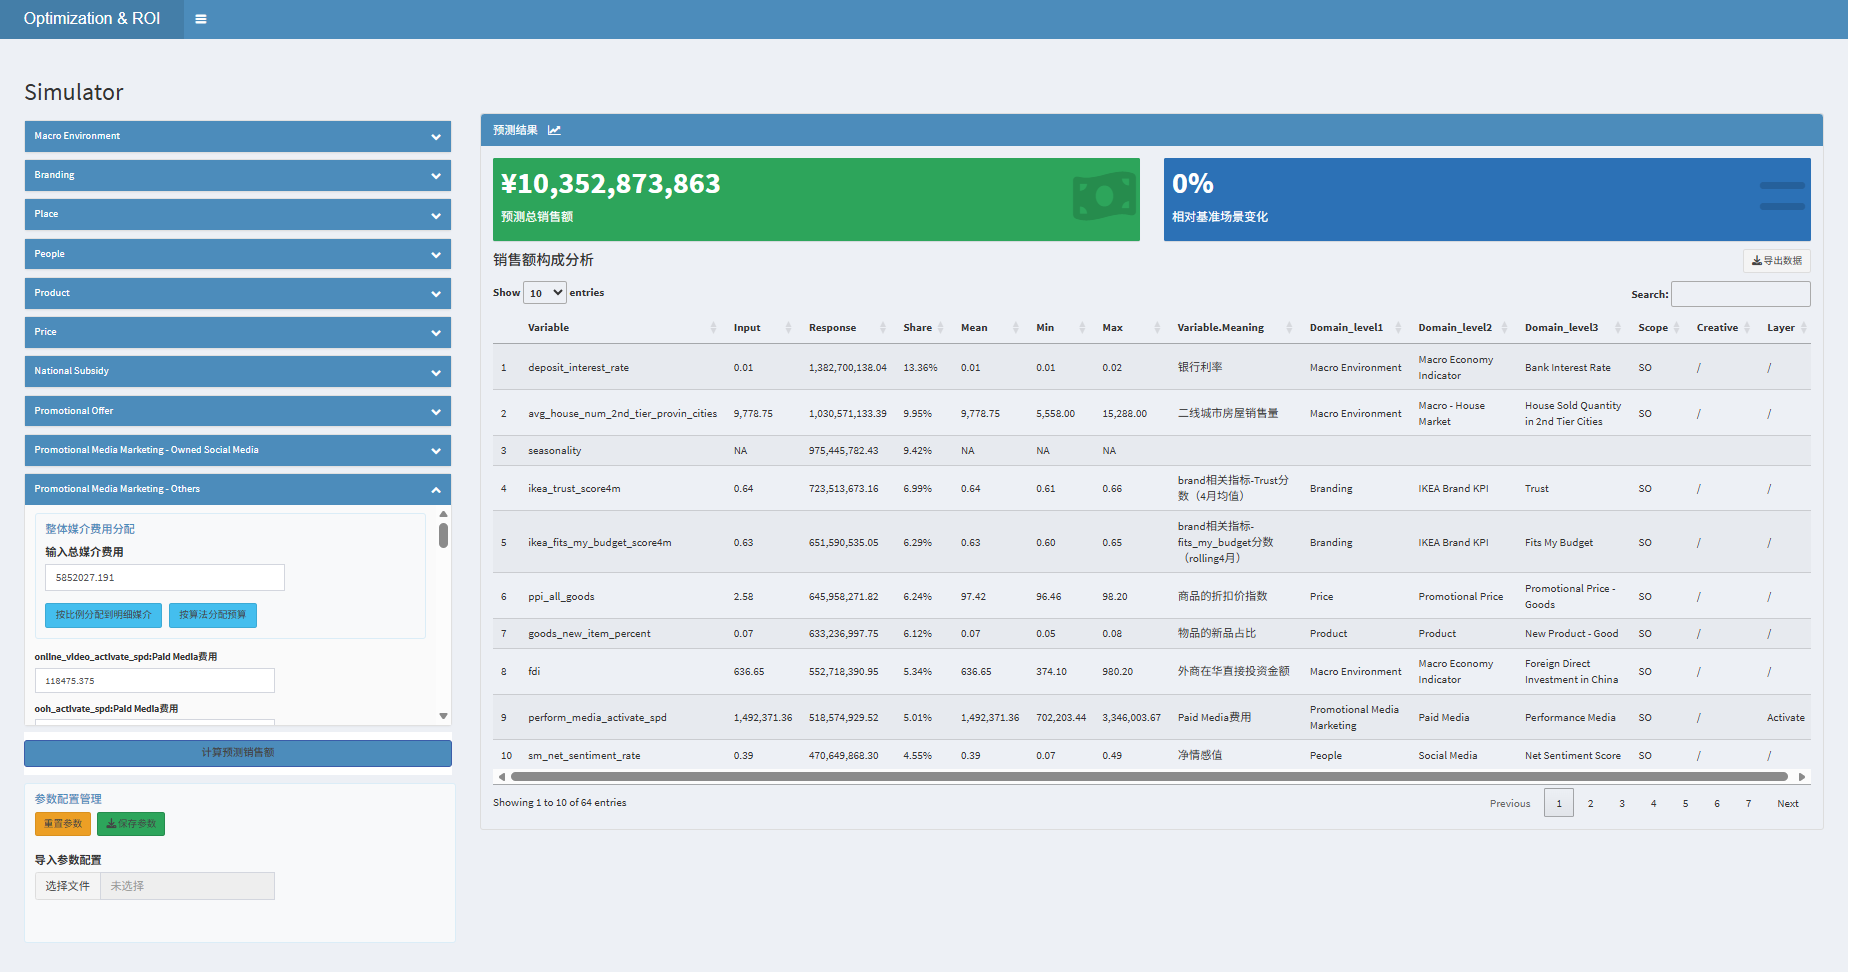 Optimization & ROI
Simulator
Macro Environment
Branding
Place
People
Product
Price
National Subsidy
Promotional Offer
Promotional Media Marketing - Owned Social Media
Promotional Media Marketing - Others
整体媒介费用分配
输入总媒介费用
5852027.191
按比例分配到明细媒介 按算法分配预算
online_video_activate_spd:Paid Media费用
118475.375
ooh_activate_spd:Paid Media费用
计算预测销售额
参数配置管理
重置参数 保存参数
导入参数配置
选择文件 未选择
预测结果
¥10,352,873,863
预测总销售额
0%
相对基准场景变化
销售额构成分析
导出数据
Show 10 entries
Search:
Variable Input Response Share Mean Min Max Variable.Meaning Domain_level1 Domain_level2 Domain_level3 Scope Creative Layer
1 deposit_interest_rate 0.01 1,382,700,138.04 13.36% 0.01 0.01 0.02 银行利率 Macro Environment Macro Economy Indicator Bank Interest Rate SO / /
2 avg_house_num_2nd_tier_provin_cities 9,778.75 1,030,571,133.39 9.95% 9,778.75 5,558.00 15,288.00 二线城市房屋销售量 Macro Environment Macro - House Market House Sold Quantity in 2nd Tier Cities SO / /
3 seasonality NA 975,445,782.43 9.42% NA NA NA
4 ikea_trust_score4m 0.64 723,513,673.16 6.99% 0.64 0.61 0.66 brand相关指标-Trust分数（4月均值） Branding IKEA Brand KPI Trust SO / /
5 ikea_fits_my_budget_score4m 0.63 651,590,535.05 6.29% 0.63 0.60 0.65 brand相关指标-fits_my_budget分数（rolling4月） Branding IKEA Brand KPI Fits My Budget SO / /
6 ppi_all_goods 2.58 645,958,271.82 6.24% 97.42 96.46 98.20 商品的折扣价指数 Price Promotional Price Promotional Price - Goods SO / /
7 goods_new_item_percent 0.07 633,236,997.75 6.12% 0.07 0.05 0.08 物品的新品占比 Product Product New Product - Good SO / /
8 fdi 636.65 552,718,390.95 5.34% 636.65 374.10 980.20 外商在华直接投资金额 Macro Environment Macro Economy Indicator Foreign Direct Investment in China SO / /
9 perform_media_activate_spd 1,492,371.36 518,574,929.52 5.01% 1,492,371.36 702,203.44 3,346,003.67 Paid Media费用 Promotional Media Marketing Paid Media Performance Media SO / Activate
10 sm_net_sentiment_rate 0.39 470,649,868.30 4.55% 0.39 0.07 0.49 净情感值 People Social Media Net Sentiment Score SO / /
Showing 1 to 10 of 64 entries
Previous 1 2 3 4 5 6 7 Next